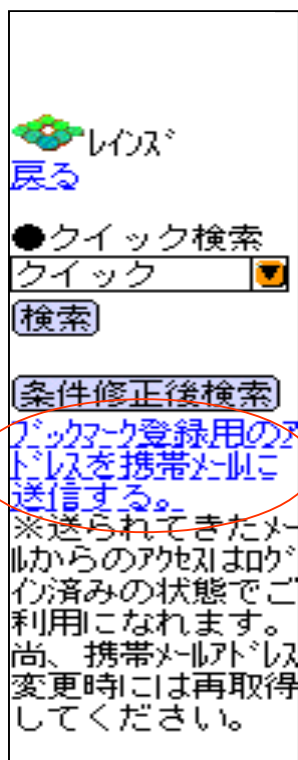 レインズ
戻る
●クイック検索
クイック
検索
条件修正後検索
ブックマーク登録用のア
ドレスを携帯メールに
送信する。
※送られてきたメー
ルからのアクセスはログ
イン済みの状態でご
利用になれます。
尚、携帯メールアドレス
変更時には再取得
してください。